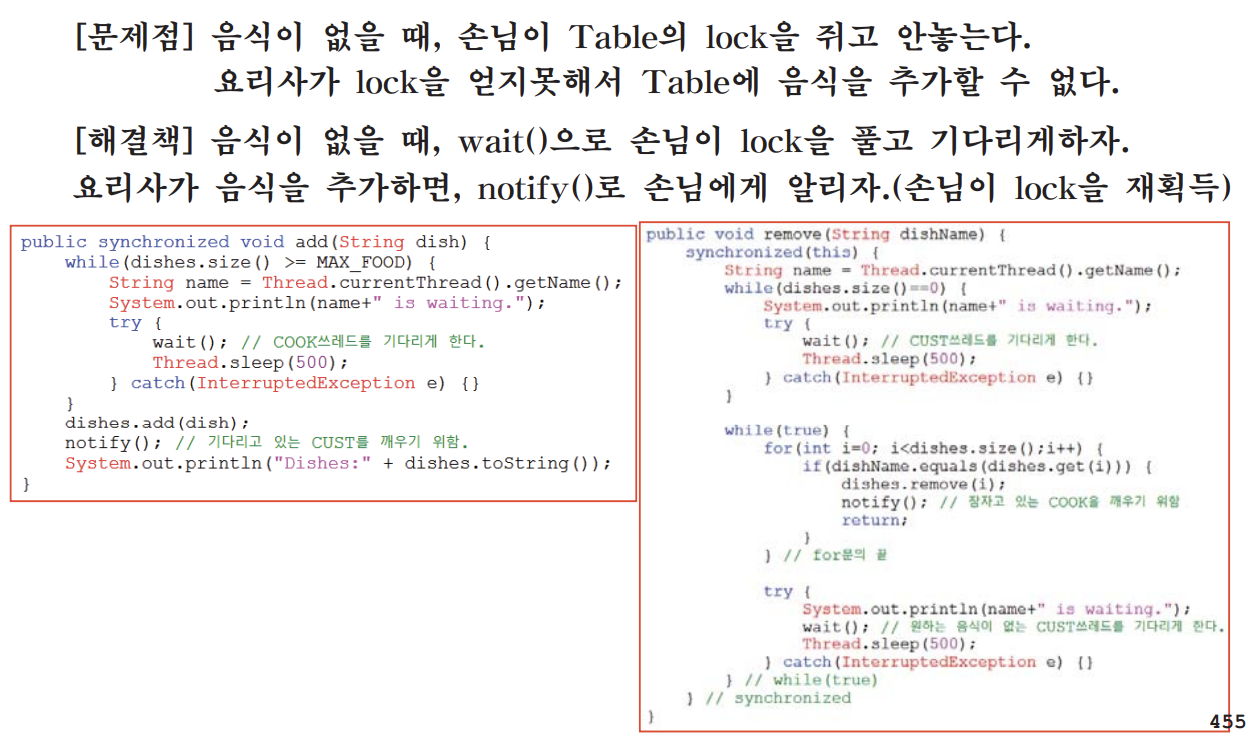 [문제점] 음식이 없을 때, 손님이 Table의 lock을 쥐고 안놓는다.
요리사가 lock을 얻지못해서 Table에 음식을 추가할 수 없다.
[해결책] 음식이 없을 때, wait()으로 손님이 lock을 풀고 기다리게하자.
요리사가 음식을 추가하면, notify()로 손님에게 알리자.(손님이 lock을 재획득)
public synchronized void add(String dish) {
while(dishes.size() >= MAX_FOOD) {
String name = Thread.currentThread().getName();
System.out.println(name+" is waiting.");
try {
wait(); // COOK쓰레드를 기다리게 한다.
Thread.sleep(500);
} catch(InterruptedException e) {}
}
dishes.add(dish);
notify(); // 기다리고 있는 CUST를 깨우기 위함.
System.out.println("Dishes:" + dishes.toString());
}
public void remove(String dishName) {
synchronized(this) {
String name = Thread.currentThread().getName();
while(dishes.size()==0) {
System.out.println(name+" is waiting.");
try {
wait(); // CUST쓰레드를 기다리게 한다.
Thread.sleep(500);
} catch(InterruptedException e) {}
}
while(true) {
for(int i=0; i<dishes.size();i++) {
if(dishName.equals(dishes.get(i))) {
dishes.remove(i);
notify(); // 잠자고 있는 COOK을 깨우기 위함
return;
}
} // for문의 끝
try {
System.out.println(name+" is waiting.");
wait(); // 원하는 음식이 없는 CUST쓰레드를 기다리게 한다.
Thread.sleep(500);
} catch(InterruptedException e) {}
} // while(true)
} // synchronized
}
455